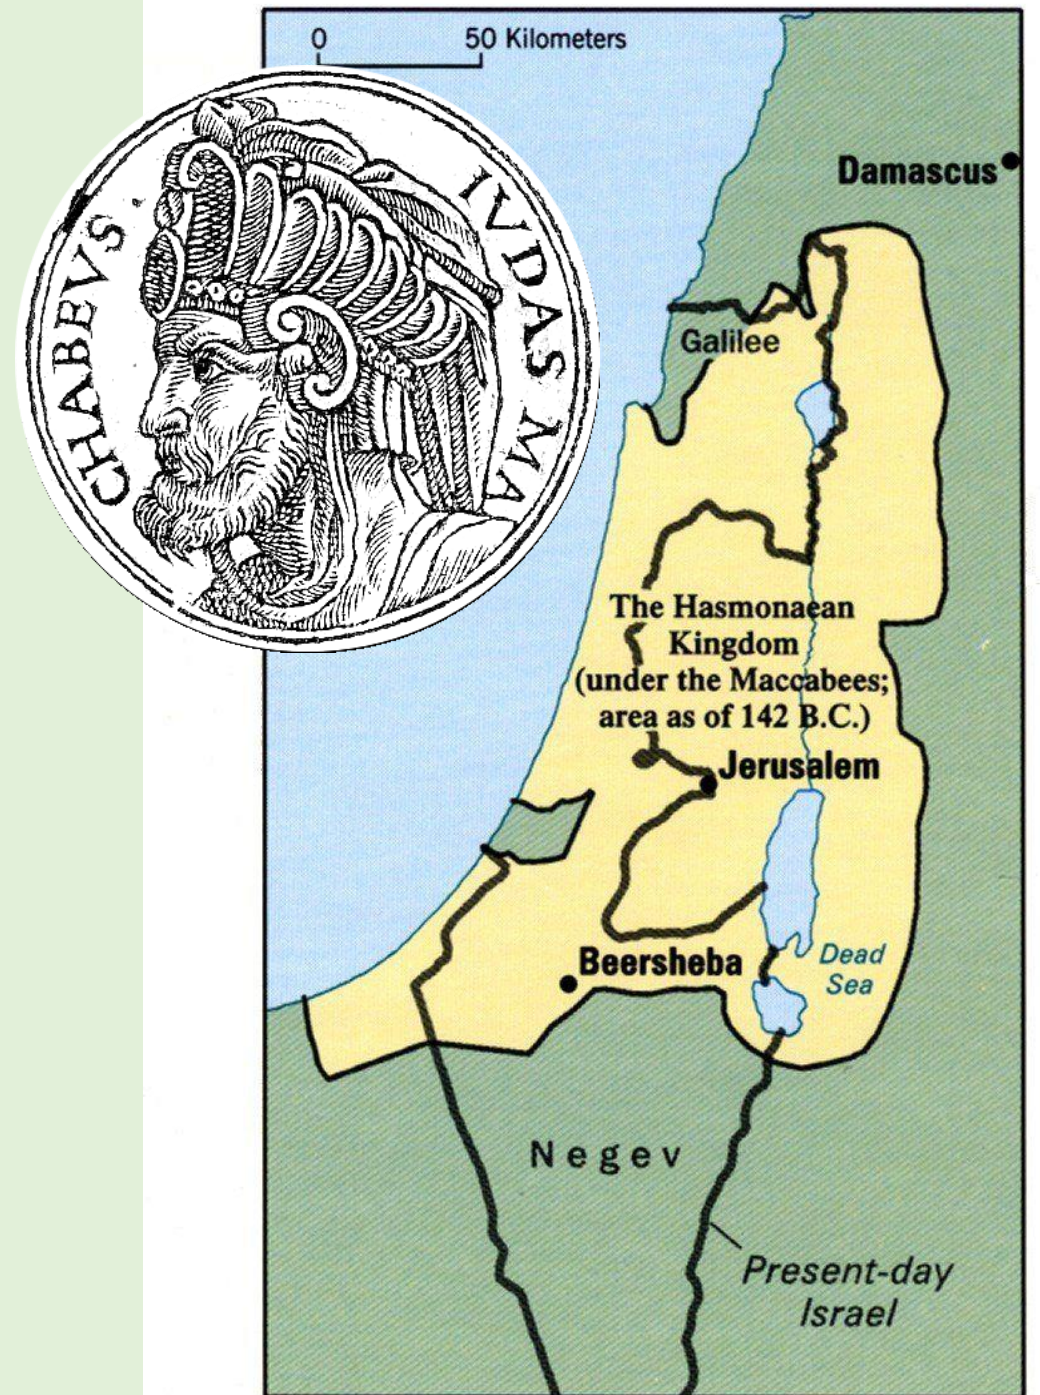 0 50 Kilometers
IVDAS MA
CHABEVS.
Damascus
Galilee
The Hasmonaean
Kingdom
(under the Maccabees;
area as of 142 B.C.)
Jerusalem
Beersheba
Dead
Sea
Negev
Present-day
Israel